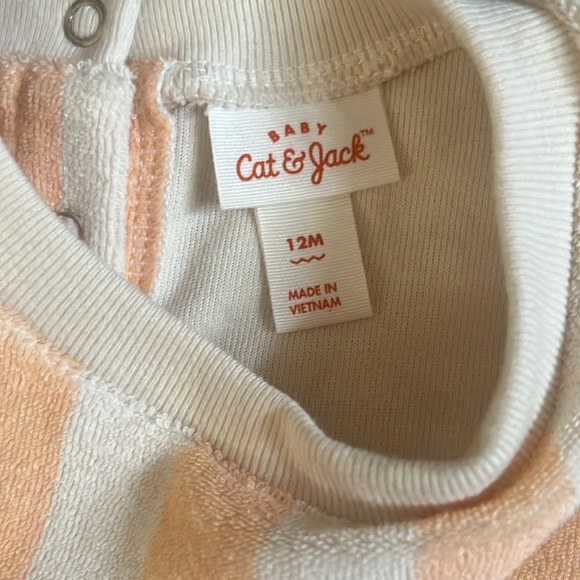 BABY
Cat & Jack™
12M
MADE IN
VIETNAM